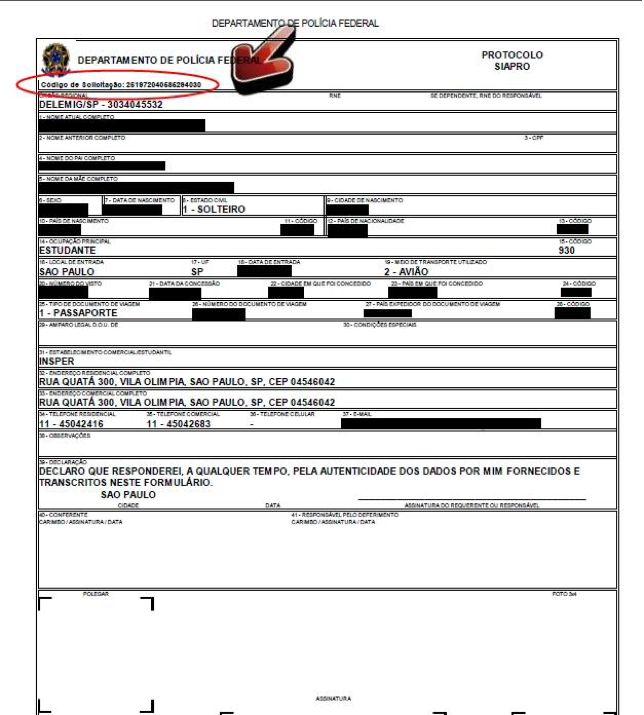 DEPARTAMENTO DE POLÍCIA FEDERAL
DEPARTAMENTO DE POLÍCIA FEDERAL
PROTOCOLO
SIAPRO
Código de Solicitação: 251872040686294030
RNE SE DEPENDENTE, RNE DO RESPONSÁVEL
DELEMIG/SP - 3034045532
1 - NOME ATUAL COMPLETO
2 - NOME ANTERIOR COMPLETO 3 - CPF
4 - NOME DO PAI COMPLETO
5 - NOME DA MÃE COMPLETO
6 - SEXO 7 - DATA DE NASCIMENTO 8 - ESTADO CIVIL 9 - CIDADE DE NASCIMENTO
1 - SOLTEIRO
10 - PAÍS DE NASCIMENTO 11 - CÓDIGO 12 - PAÍS DE NACIONALIDADE 13 - CÓDIGO
14 - OCUPAÇÃO PRINCIPAL 15 - CÓDIGO
ESTUDANTE 930
16 - LOCAL DE ENTRADA 17 - UF 18 - DATA DE ENTRADA 19 - MEIO DE TRANSPORTE UTILIZADO
SAO PAULO SP 2 - AVIÃO
20 - NÚMERO DO VISTO 21 - DATA DA CONCESSÃO 22 - CIDADE EM QUE FOI CONCEDIDO 23 - PAÍS EM QUE FOI CONCEDIDO 24 - CÓDIGO
25 - TIPO DE DOCUMENTO DE VIAGEM 26 - NÚMERO DO DOCUMENTO DE VIAGEM 27 - PAÍS EXPEDIDOR DO DOCUMENTO DE VIAGEM 28 - CÓDIGO
1 - PASSAPORTE
29 - AMPARO LEGAL D.O.U. DE 30 - CONDIÇÕES ESPECIAIS
31 - ESTABELECIMENTO COMERCIAL/ESTUDANTIL
INSPER
32 - ENDEREÇO RESIDENCIAL COMPLETO
RUA QUATÁ 300, VILA OLIMPIA, SAO PAULO, SP, CEP 04546042
33 - ENDEREÇO COMERCIAL COMPLETO
RUA QUATÁ 300, VILA OLIMPIA, SAO PAULO, SP, CEP 04546042
34 - TELEFONE RESIDENCIAL 35 - TELEFONE COMERCIAL 36 - TELEFONE CELULAR 37 - E-MAIL
11 - 45042416 11 - 45042683 -
38 - OBSERVAÇÕES
39 - DECLARAÇÃO
DECLARO QUE RESPONDEREI, A QUALQUER TEMPO, PELA AUTENTICIDADE DOS DADOS POR MIM FORNECIDOS E
TRANSCRITOS NESTE FORMULÁRIO.
SAO PAULO
CIDADE DATA ASSINATURA DO REQUERENTE OU RESPONSÁVEL
40 - CONFERENTE 41 - RESPONSÁVEL PELO DEFERIMENTO
CARIMBO / ASSINATURA / DATA CARIMBO / ASSINATURA / DATA
POLEGAR FOTO 3x4
ASSINATURA